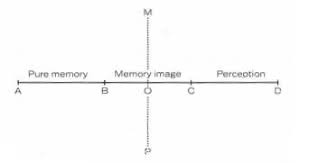 M
Pure memory Memory image Perception
A B O C D
P